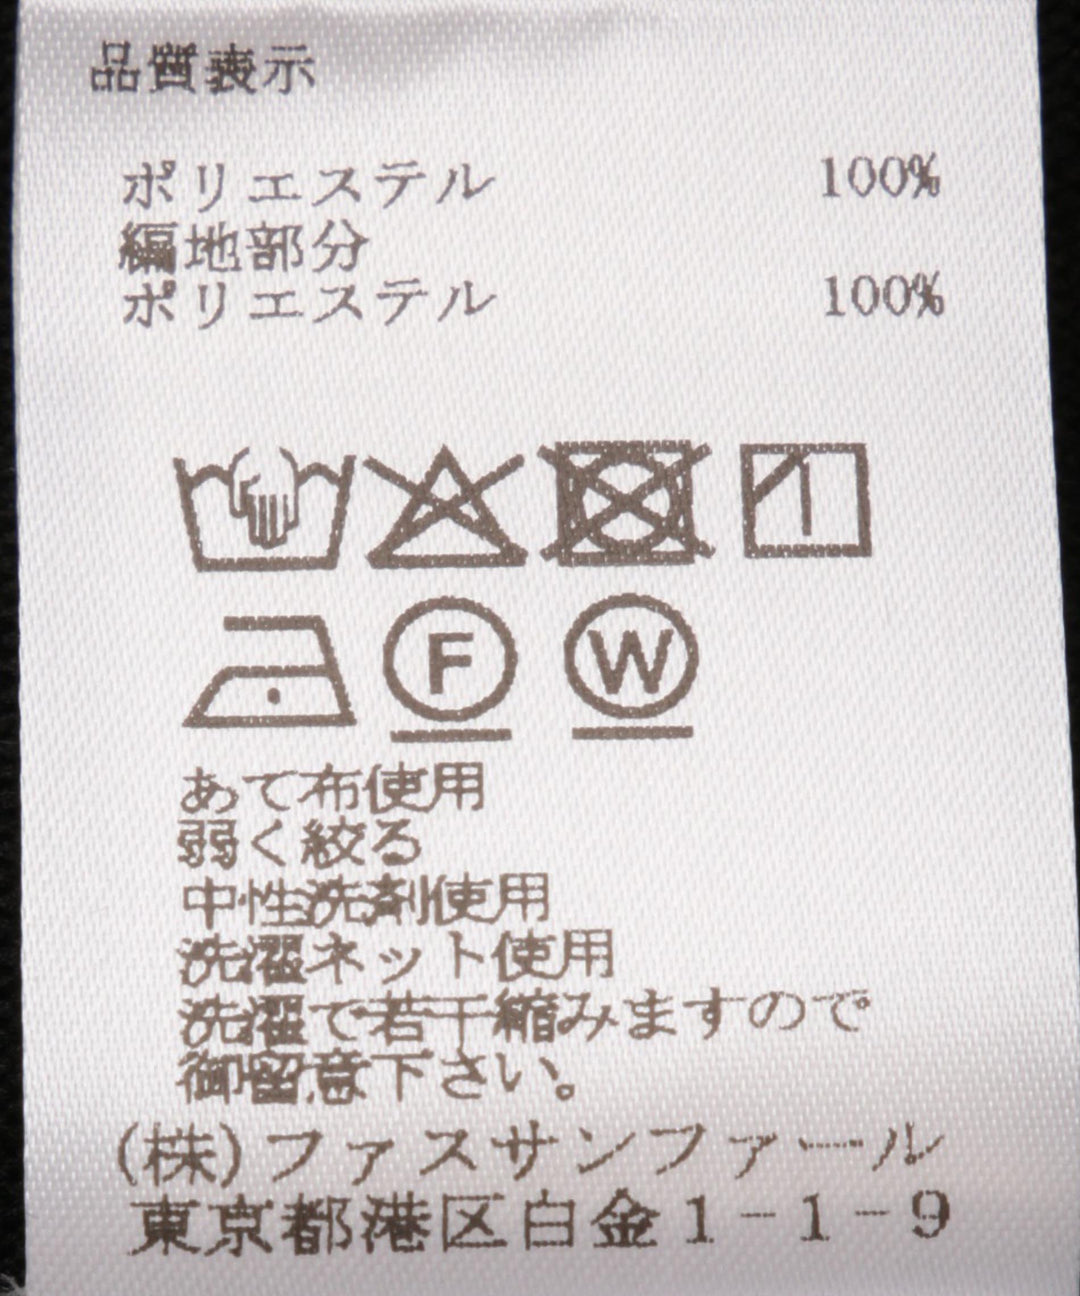 品質表示
ポリエステル 100%
編地部分
ポリエステル 100%
F W
あて布使用
弱く絞る
中性洗剤使用
洗濯ネット使用
洗濯で若干縮みますので
御留意下さい。
(株)ファスサンファール
東京都港区白金1-1-9